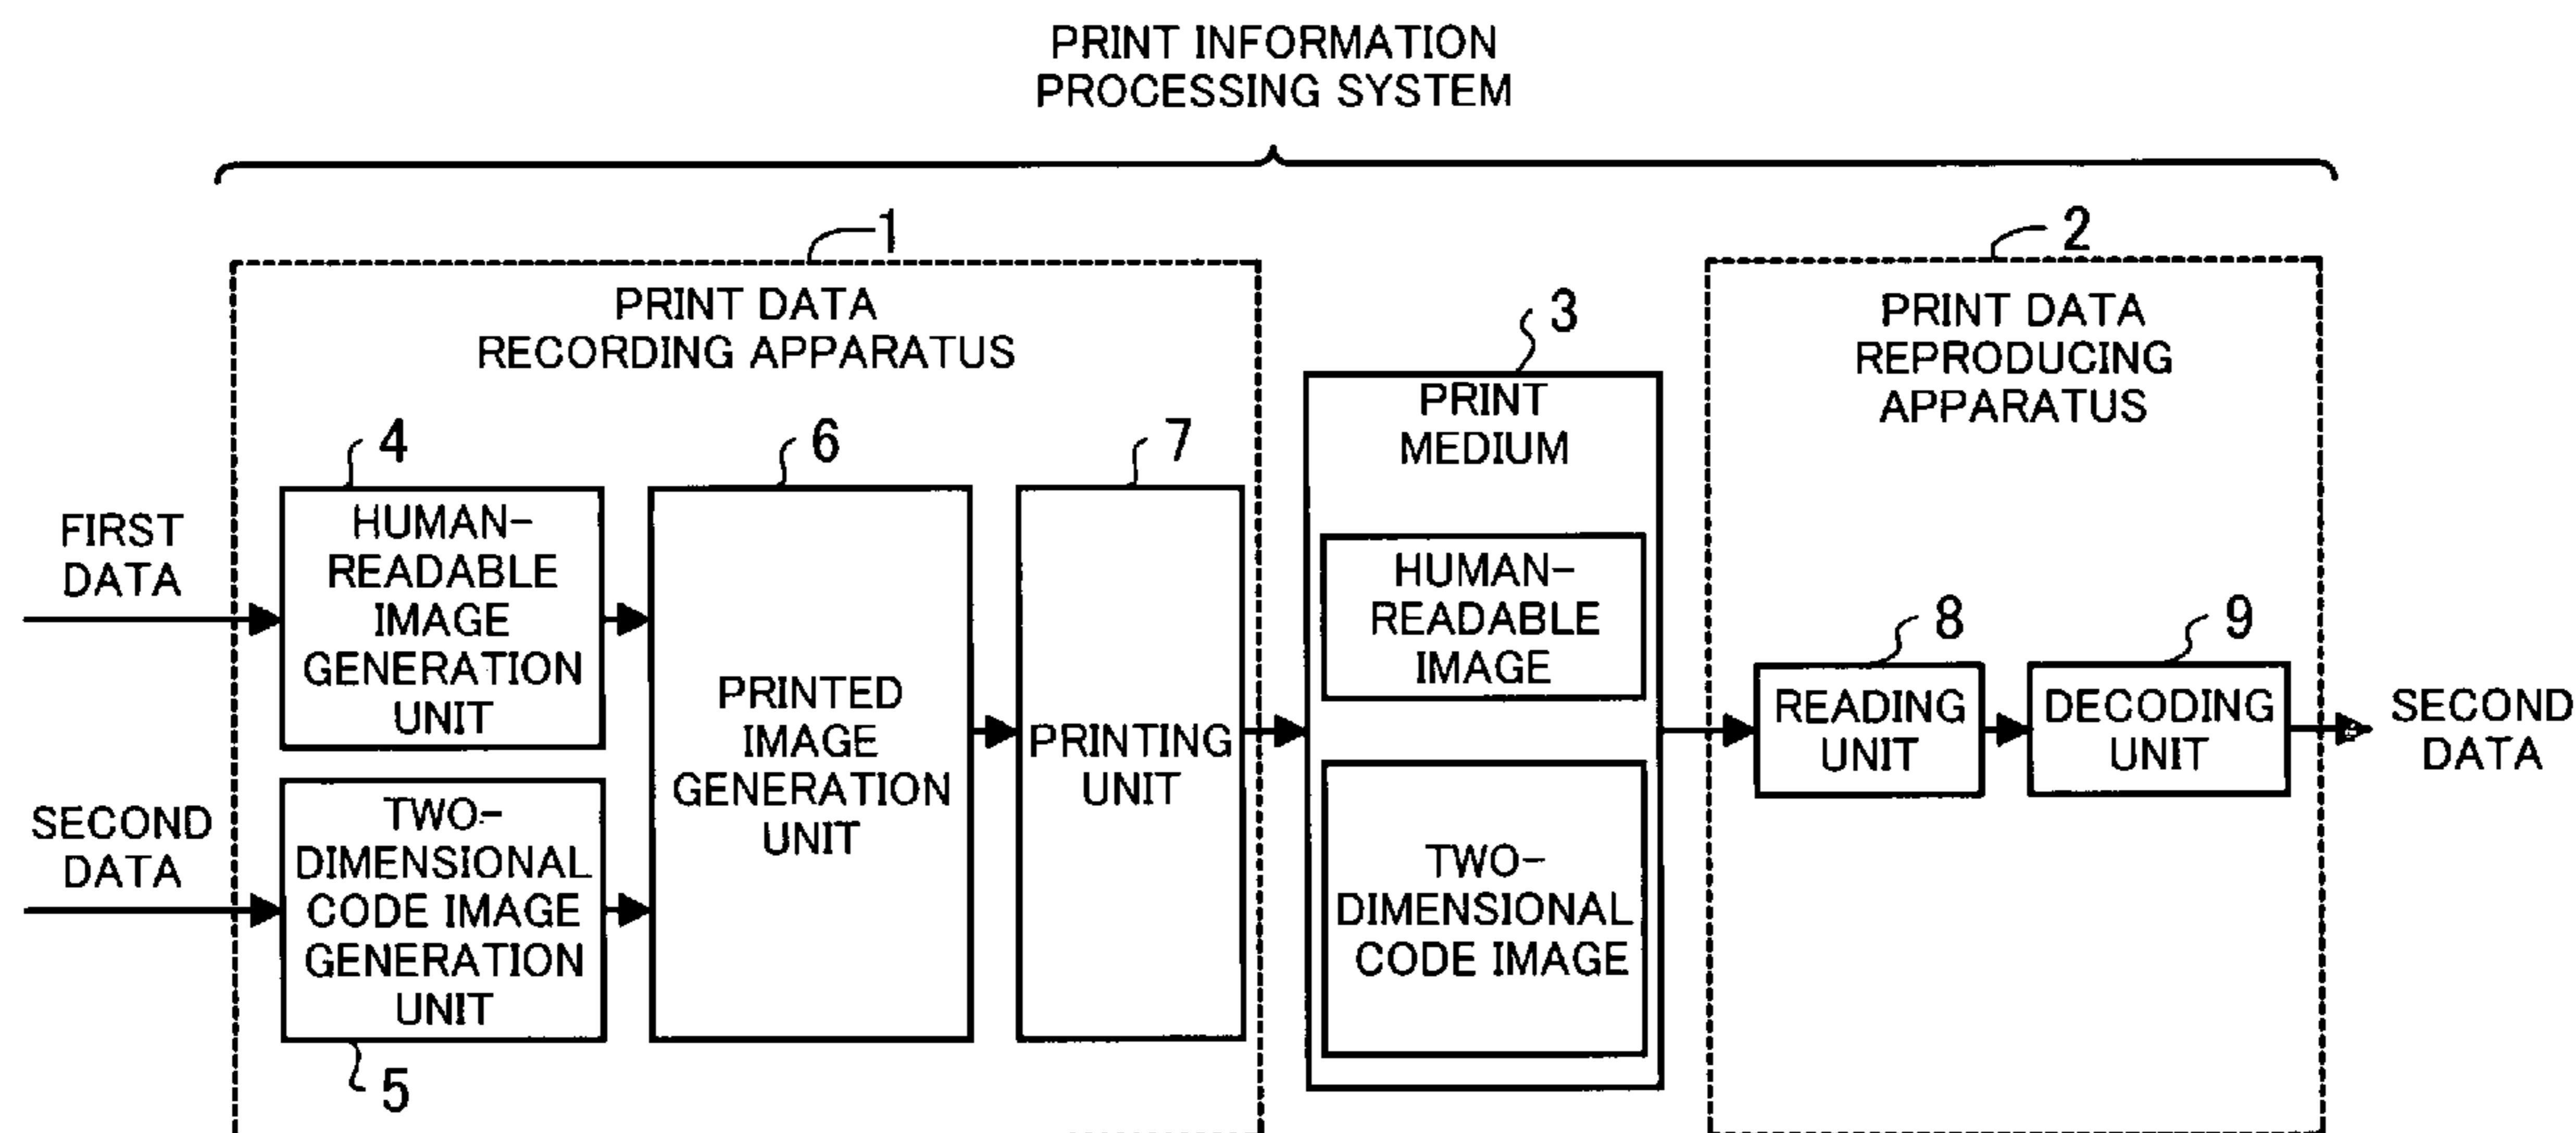 PRINT INFORMATION
PROCESSING SYSTEM
1
2
PRINT DATA
RECORDING APPARATUS
3
PRINT DATA
REPRODUCING
APPARATUS
PRINT
MEDIUM
4
6
7
FIRST
DATA
HUMAN-
READABLE
IMAGE
GENERATION
UNIT
SECOND
DATA
TWO-
DIMENSIONAL
CODE IMAGE
GENERATION
UNIT
5
PRINTED
IMAGE
GENERATION
UNIT
PRINTING
UNIT
HUMAN-
READABLE
IMAGE
TWO-
DIMENSIONAL
CODE IMAGE
8
9
READING
UNIT
DECODING
UNIT
SECOND
DATA